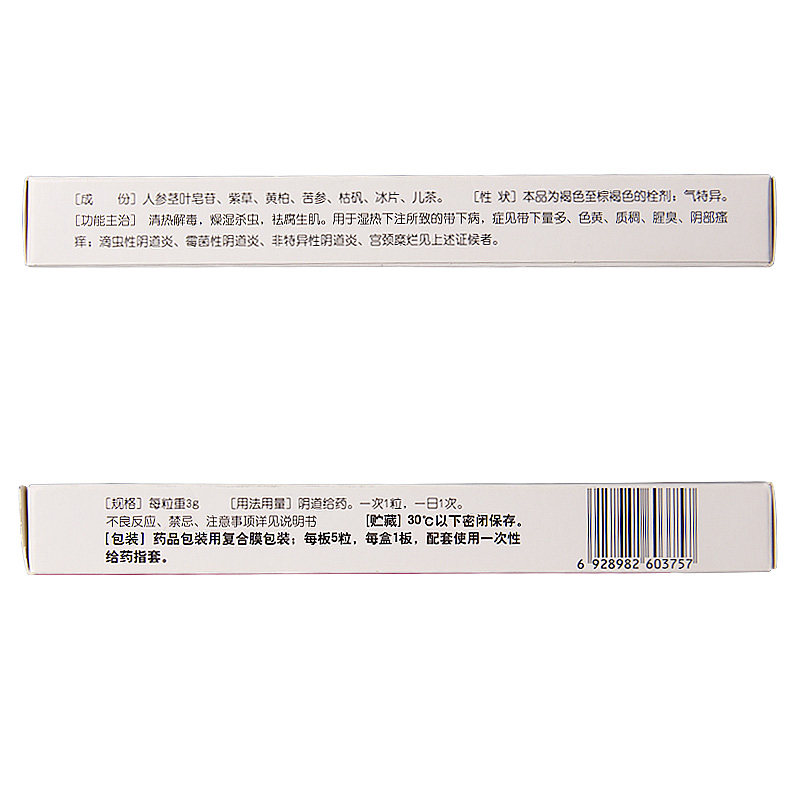 [成　份] 人参茎叶皂苷、紫草、黄柏、苦参、枯矾、冰片、儿茶。　[性 状] 本品为褐色至棕褐色的栓剂；气特异。
[功能主治] 清热解毒，燥湿杀虫，祛腐生肌。用于湿热下注所致的带下病，症见带下量多、色黄、质稠、腥臭、阴部瘙
痒；滴虫性阴道炎、霉菌性阴道炎、非特异性阴道炎、宫颈糜烂见上述证候者。
[规格] 每粒重3g　[用法用量] 阴道给药。一次1粒，一日1次。
不良反应、禁忌、注意事项详见说明书　[贮藏] 30℃以下密闭保存。
[包装] 药品包装用复合膜包装；每板5粒，每盒1板，配套使用一次性
给药指套。
6 928982 603757